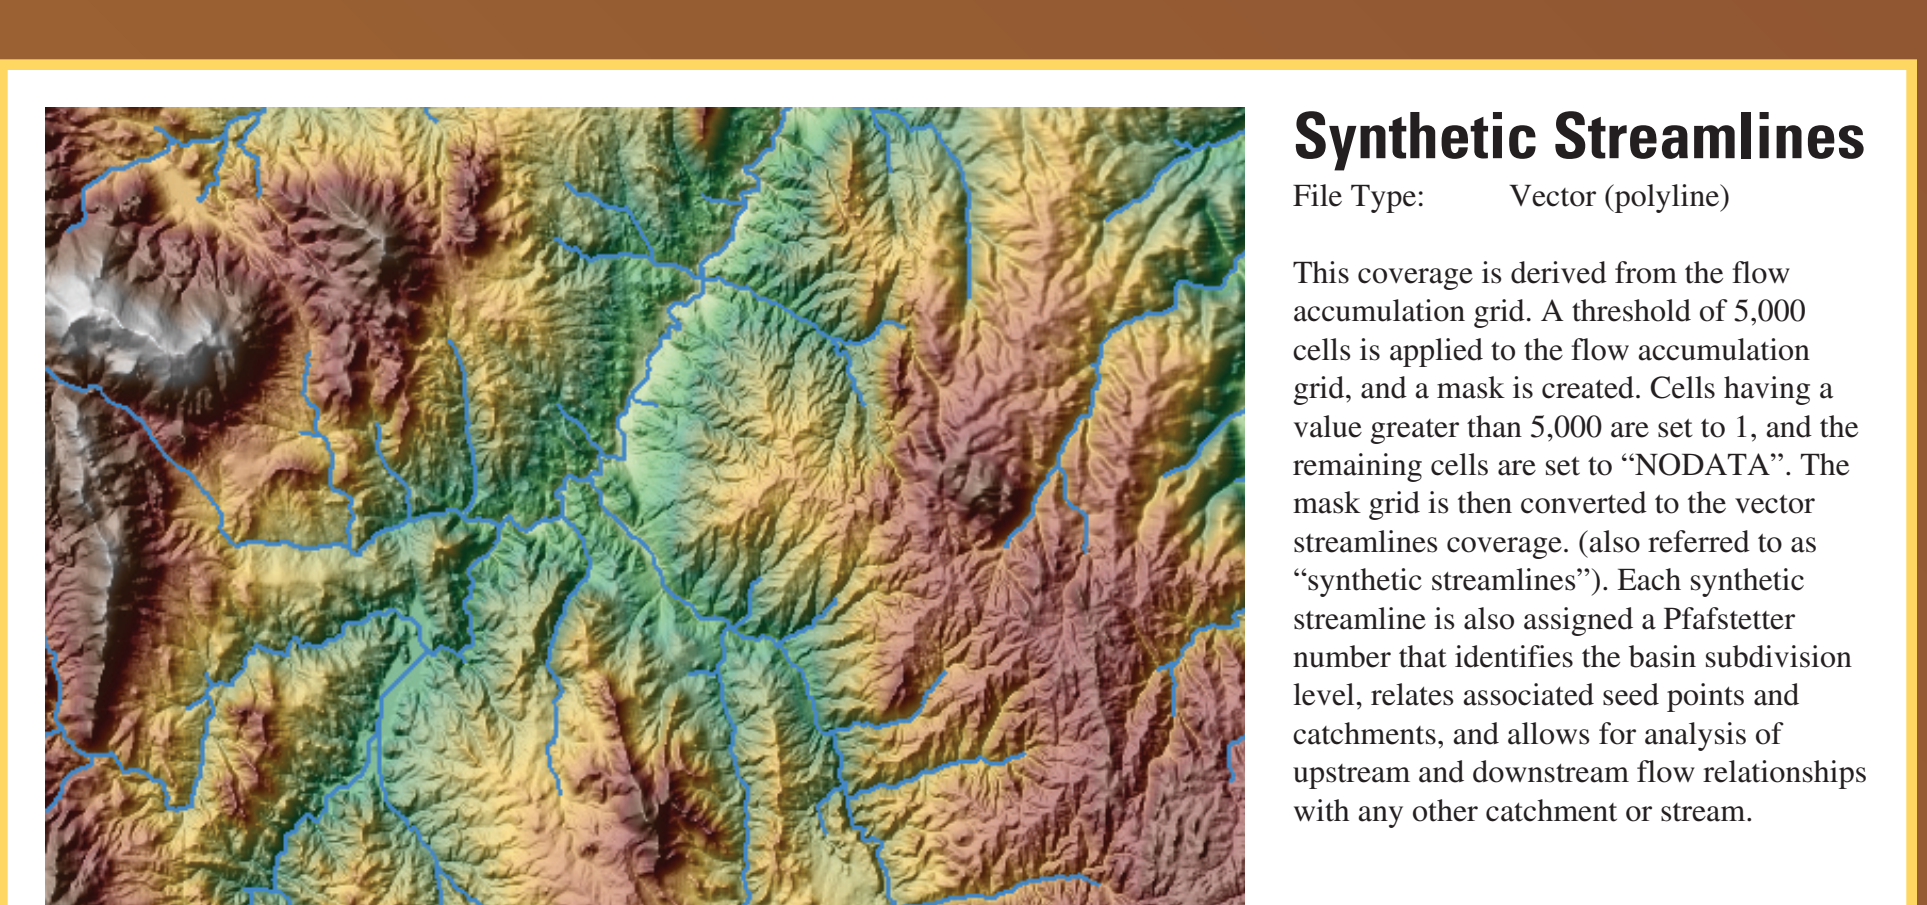 Synthetic Streamlines
File Type: Vector (polyline)
This coverage is derived from the flow
accumulation grid. A threshold of 5,000
cells is applied to the flow accumulation
grid, and a mask is created. Cells having a
value greater than 5,000 are set to 1, and the
remaining cells are set to “NODATA”. The
mask grid is then converted to the vector
streamlines coverage. (also referred to as
“synthetic streamlines”). Each synthetic
streamline is also assigned a Pfafstetter
number that identifies the basin subdivision
level, relates associated seed points and
catchments, and allows for analysis of
upstream and downstream flow relationships
with any other catchment or stream.